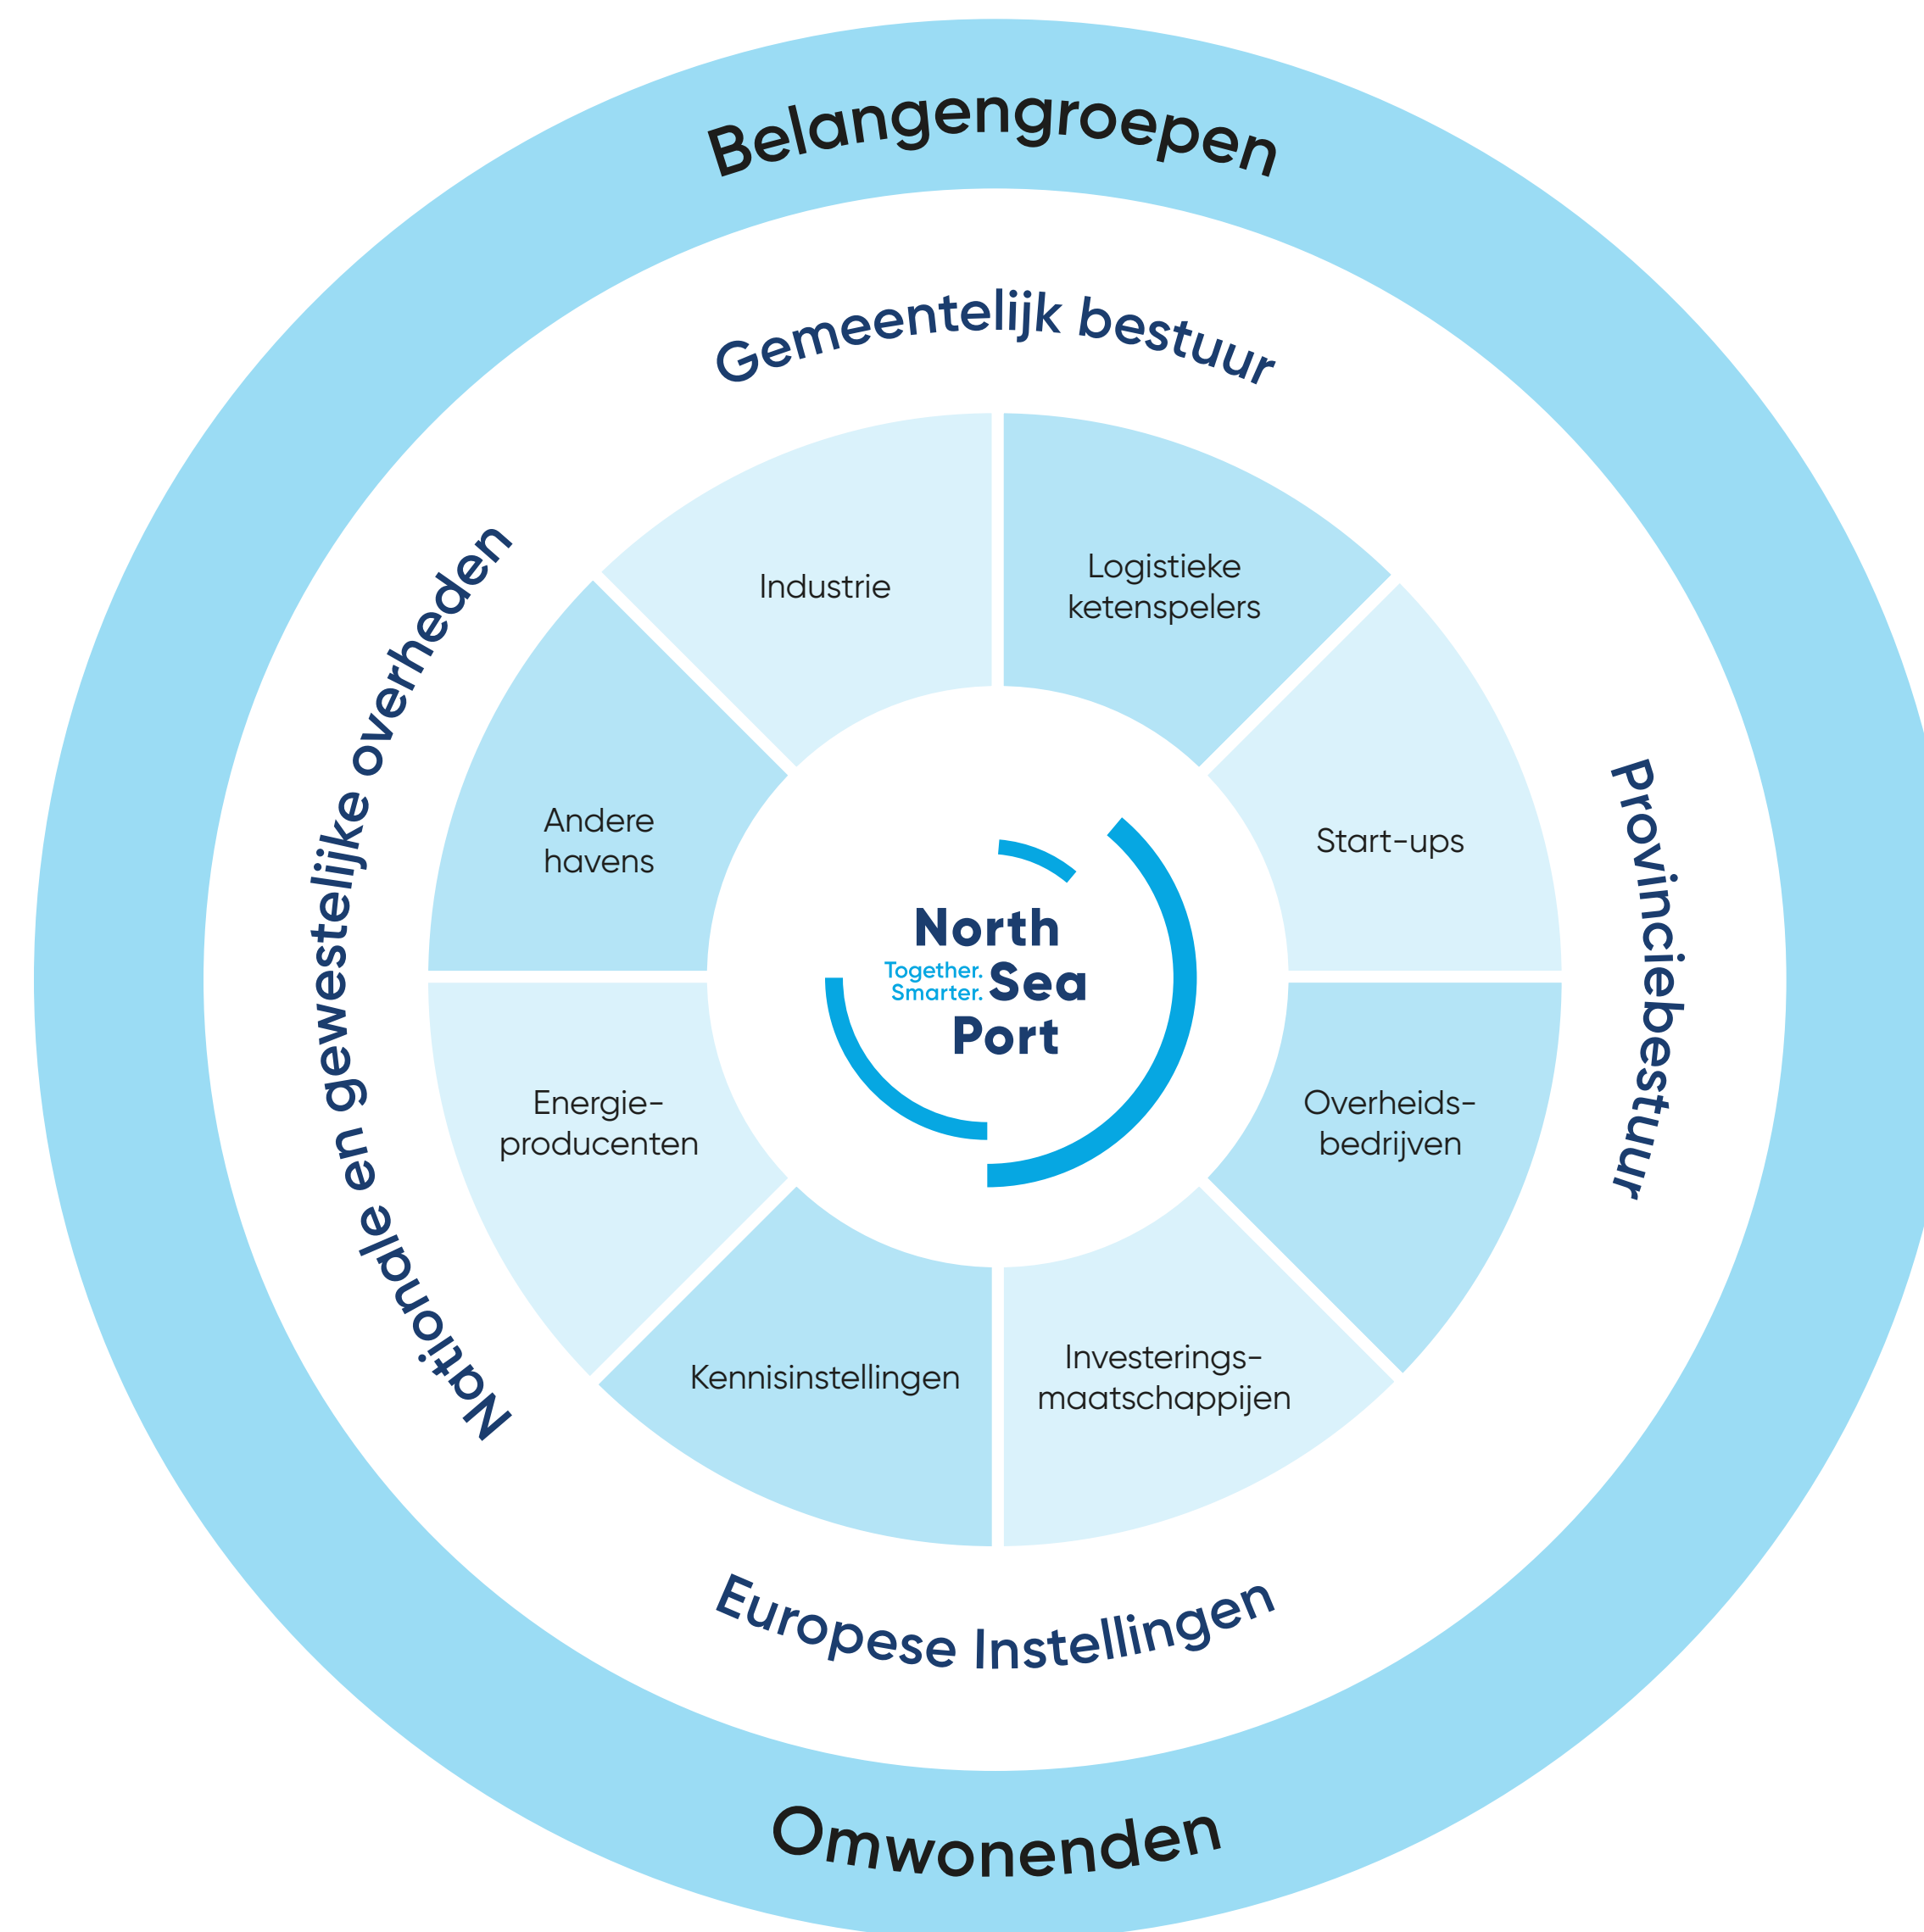 Belangengroepen
Gemeentelijk bestuur
Nationale en gewestelijke overheden
Provinciebestuur
Europese Instellingen
Omwonenden
Industrie
Logistieke
ketenspelers
Start-ups
Overheids-
bedrijven
Investerings-
maatschappijen
Kennisinstellingen
Energie-
producenten
Andere
havens
North
Together.
Smarter.
Sea
Port